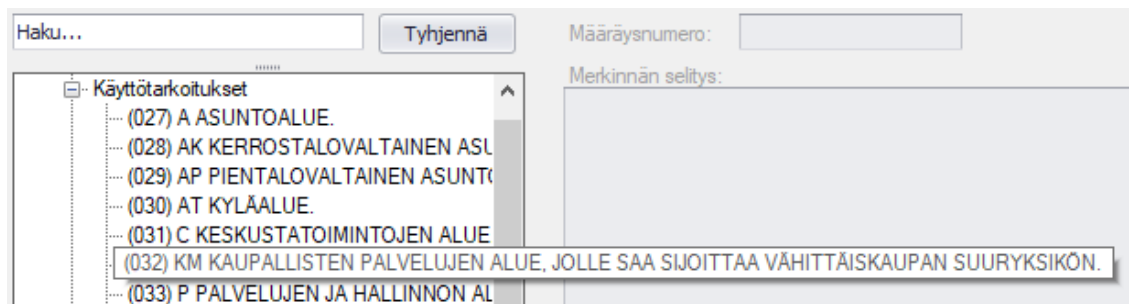 Haku...
Tyhjennä
Määräysnumero:
Merkinnän selitys:
Käyttötarkoitukset
(027) A ASUNTOALUE.
(028) AK KERROSTALOVALTAINEN ASU
(029) AP PIENTALOVALTAINEN ASUNTO
(030) AT KYLÄALUE.
(031) C KESKUSTATOIMINTOJEN ALUE
(032) KM KAUPALLISTEN PALVELUJEN ALUE, JOLLE SAA SIJOITTAA VÄHITTÄISKAUPAN SUURYKSIKÖN.
(033) P PALVELUJEN JA HALLINNON AL